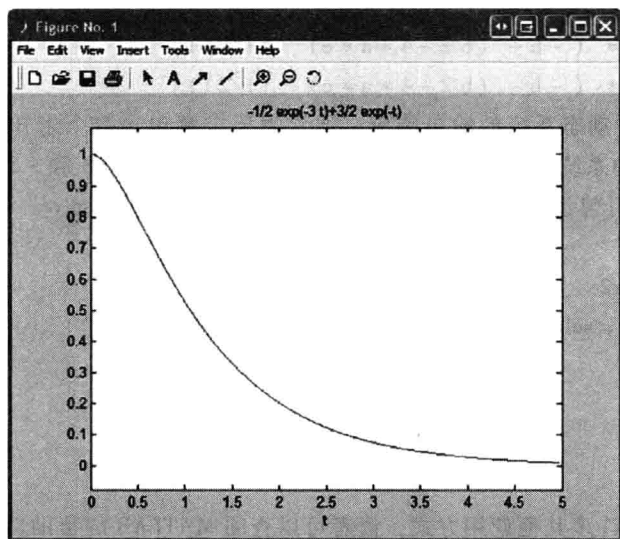 Figure No. 1
File Edit View Insert Tools Window Help
A
-1/2 exp(-3 t)+3/2 exp(-t)
1
0.9
0.8
0.7
0.6
0.5
0.4
0.3
0.2
0.1
0
0 0.5 1 1.5 2 2.5 3 3.5 4 4.5 5
t